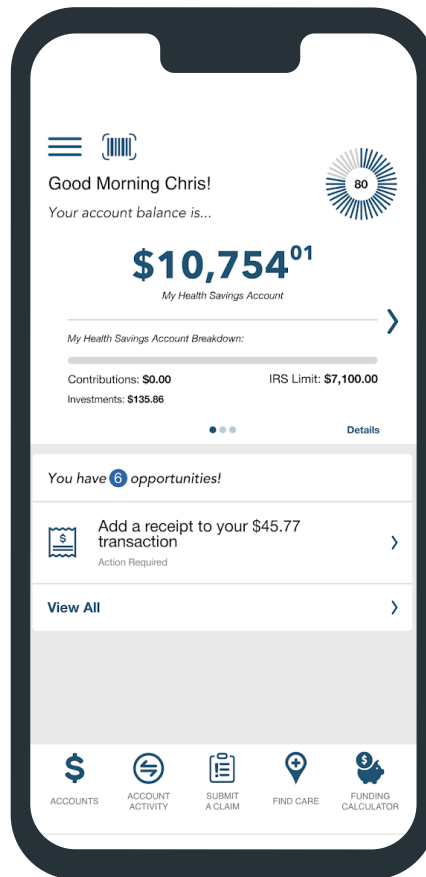 Good Morning Chris!
80
Your account balance is...
$10,754⁰¹
My Health Savings Account
My Health Savings Account Breakdown:
Contributions: $0.00 IRS Limit: $7,100.00
Investments: $135.86
Details
You have 6 opportunities!
$
Add a receipt to your $45.77
transaction
Action Required
View All
$ $
ACCOUNTS
ACCOUNT
ACTIVITY
SUBMIT
A CLAIM
FIND CARE
FUNDING
CALCULATOR